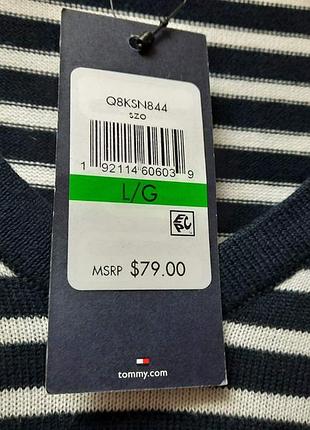 Q8KSN844
szo
1 92114 60603 9
L/G
MSRP $79.00
tommy.com